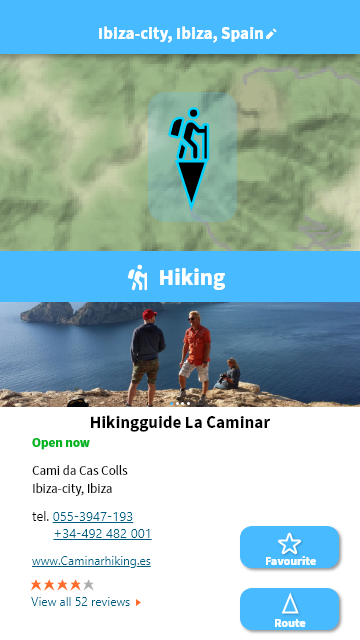 Ibiza-city, Ibiza, Spain
Hiking
Hikingguide La Caminar
Open now
Cami da Cas Colls
Ibiza-city, Ibiza
tel. 055-3947-193
+34-492 482 001
www.Caminarhiking.es
View all 52 reviews
Favourite
Route